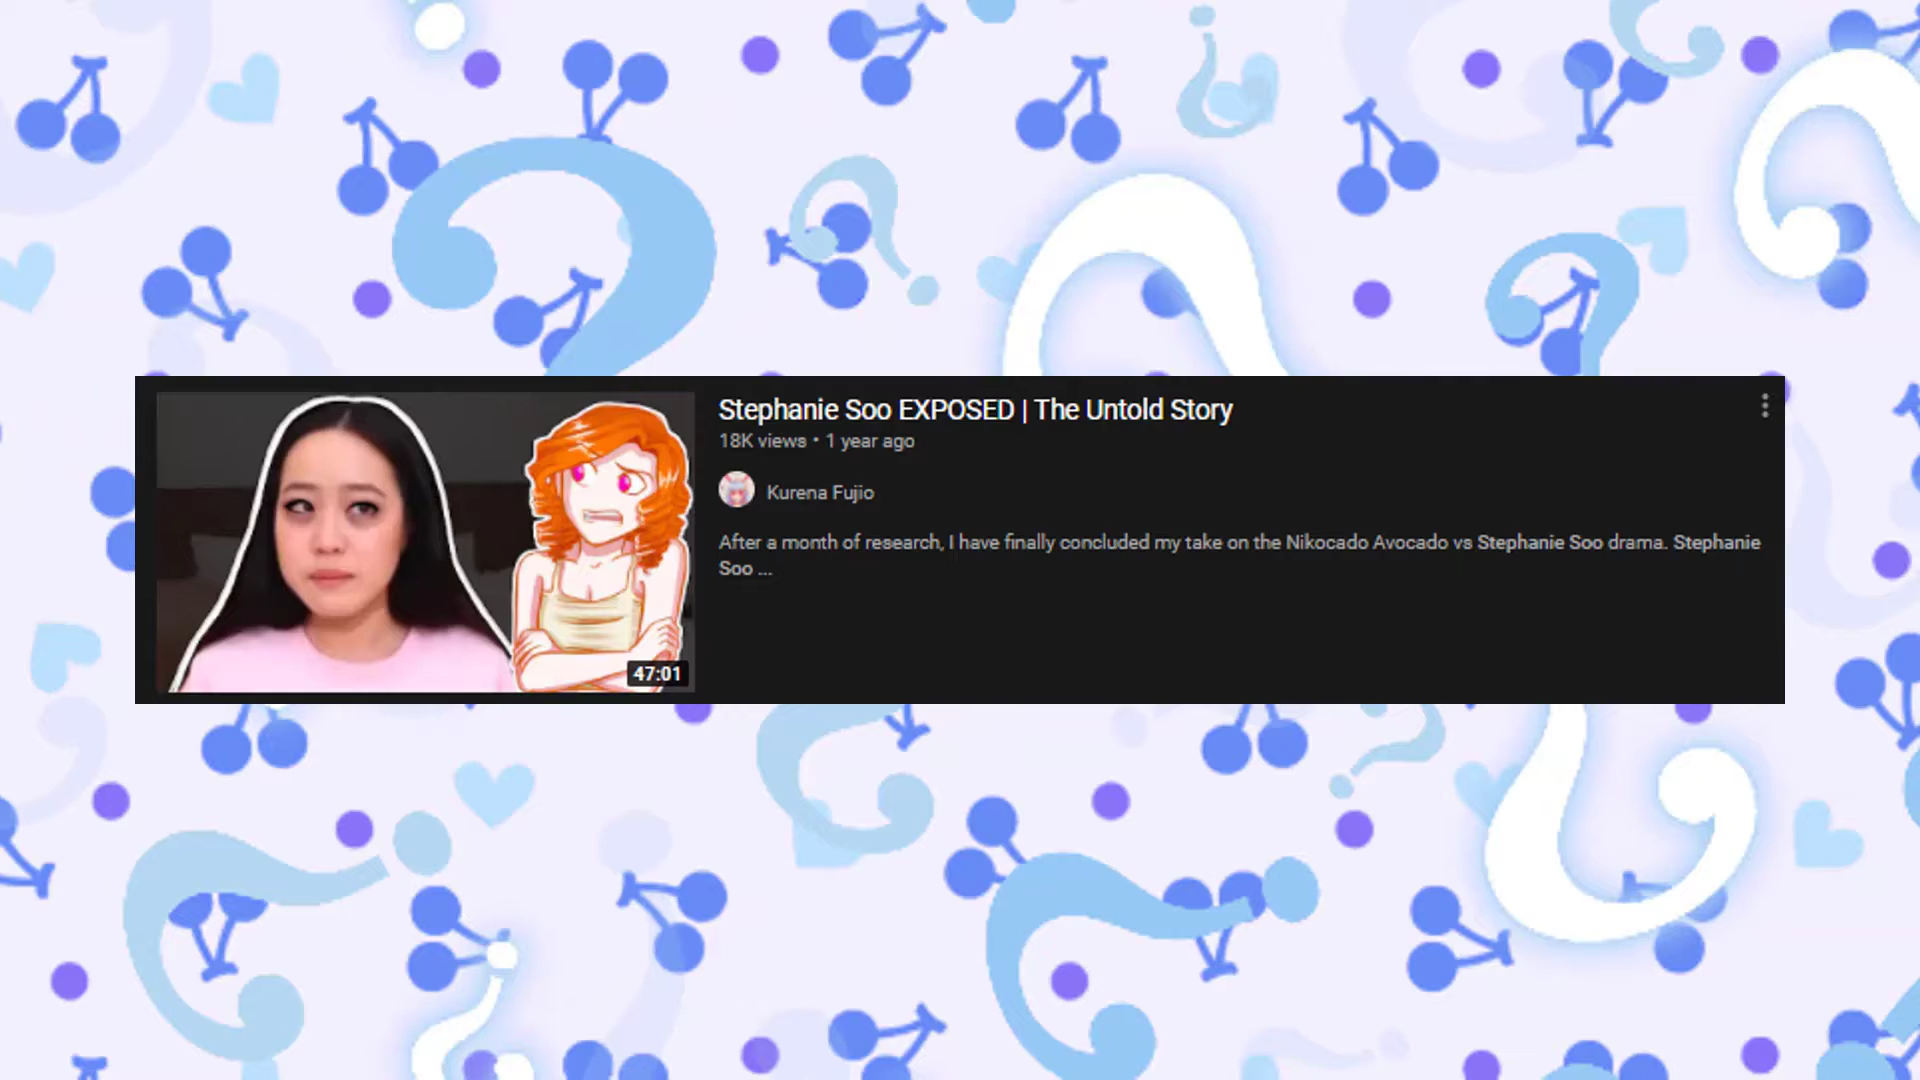 Stephanie Soo EXPOSED | The Untold Story
18K views • 1 year ago
Kurena Fujio
After a month of research, I have finally concluded my take on the Nikocado Avocado vs Stephanie Soo drama. Stephanie
Soo ...
47:01